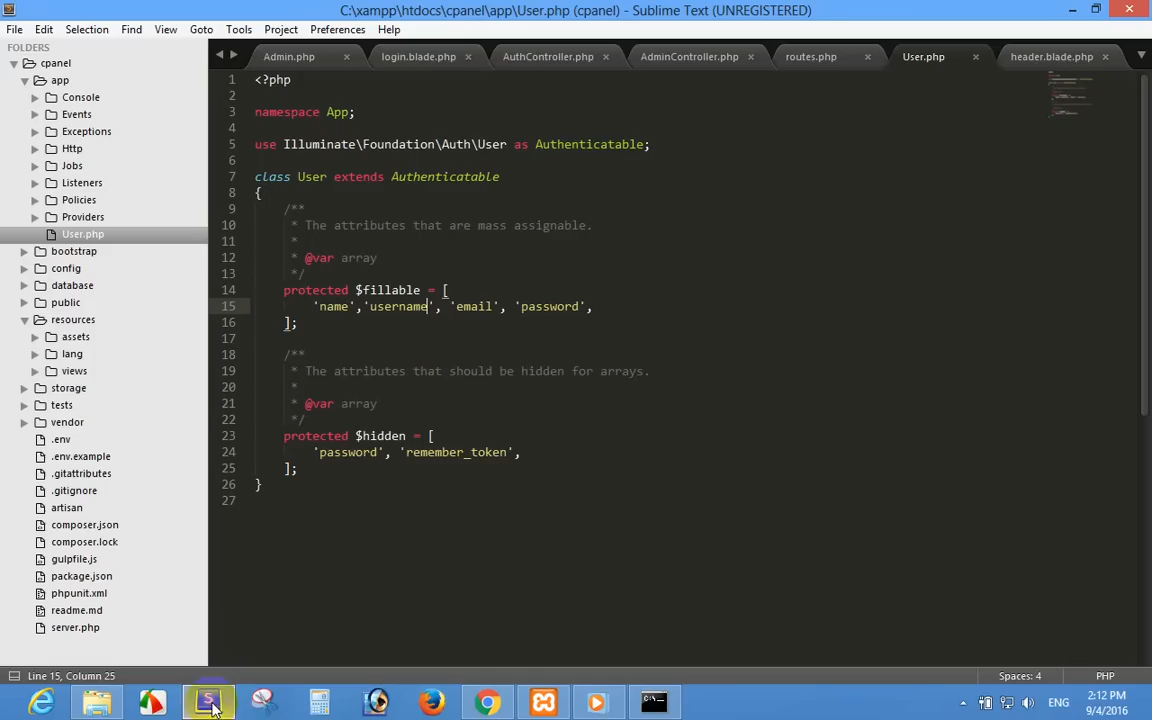 C:\xampp\htdocs\cpanel\app\User.php (cpanel) - Sublime Text (UNREGISTERED)
File Edit Selection Find View Goto Tools Project Preferences Help
FOLDERS
cpanel
app
Console
Events
Exceptions
Http
Jobs
Listeners
Policies
Providers
User.php
bootstrap
config
database
public
resources
assets
lang
views
storage
tests
vendor
.env
.env.example
.gitattributes
.gitignore
artisan
composer.json
composer.lock
gulpfile.js
package.json
phpunit.xml
readme.md
server.php
Admin.php login.blade.php AuthController.php AdminController.php routes.php User.php header.blade.php
1 <?php
2
3 namespace App;
4
5 use Illuminate\Foundation\Auth\User as Authenticatable;
6
7 class User extends Authenticatable
8 {
9 /**
10 * The attributes that are mass assignable.
11 *
12 * @var array
13 */
14 protected $fillable = [
15 'name','username', 'email', 'password',
16 ];
17
18 /**
19 * The attributes that should be hidden for arrays.
20 *
21 * @var array
22 */
23 protected $hidden = [
24 'password', 'remember_token',
25 ];
26 }
27
Line 15, Column 25 Spaces: 4 PHP
ENG 2:12 PM
9/4/2016